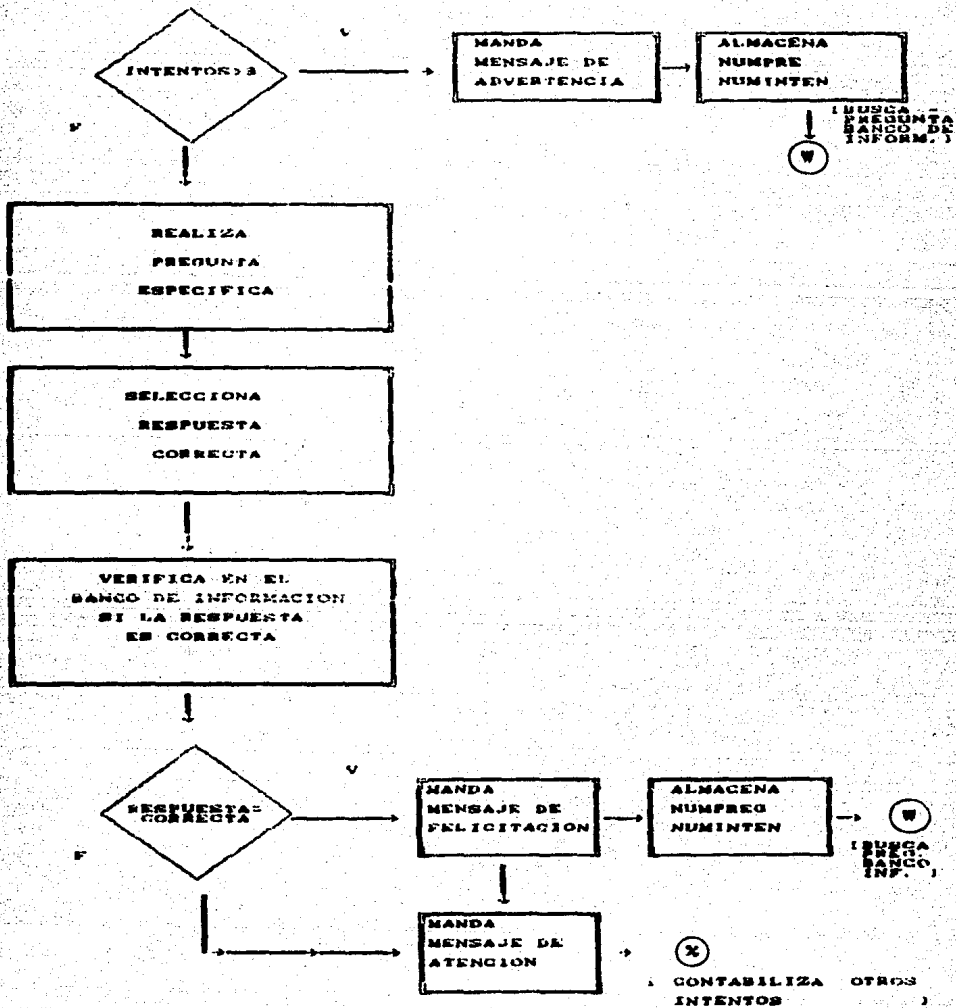 V
INTENTOS>3
MANDA
MENSAJE DE
ADVERTENCIA
ALMACENA
NUMPRE
NUMINTEN
F
(BUSCA -
PREGUNTA
BANCO DE
INFORM.)
W
REALIZA
PREGUNTA
ESPECIFICA
SELECCIONA
RESPUESTA
CORRECTA
VERIFICA EN EL
BANCO DE INFORMACION
SI LA RESPUESTA
ES CORRECTA
V
RESPUESTA=
CORRECTA
MANDA
MENSAJE DE
FELICITACION
ALMACENA
NUMPREG
NUMINTEN
W
F
(BUSCA
PREG.
BANCO
INF. )
MANDA
MENSAJE DE
ATENCION
X
( CONTABILIZA OTROS
INTENTOS )